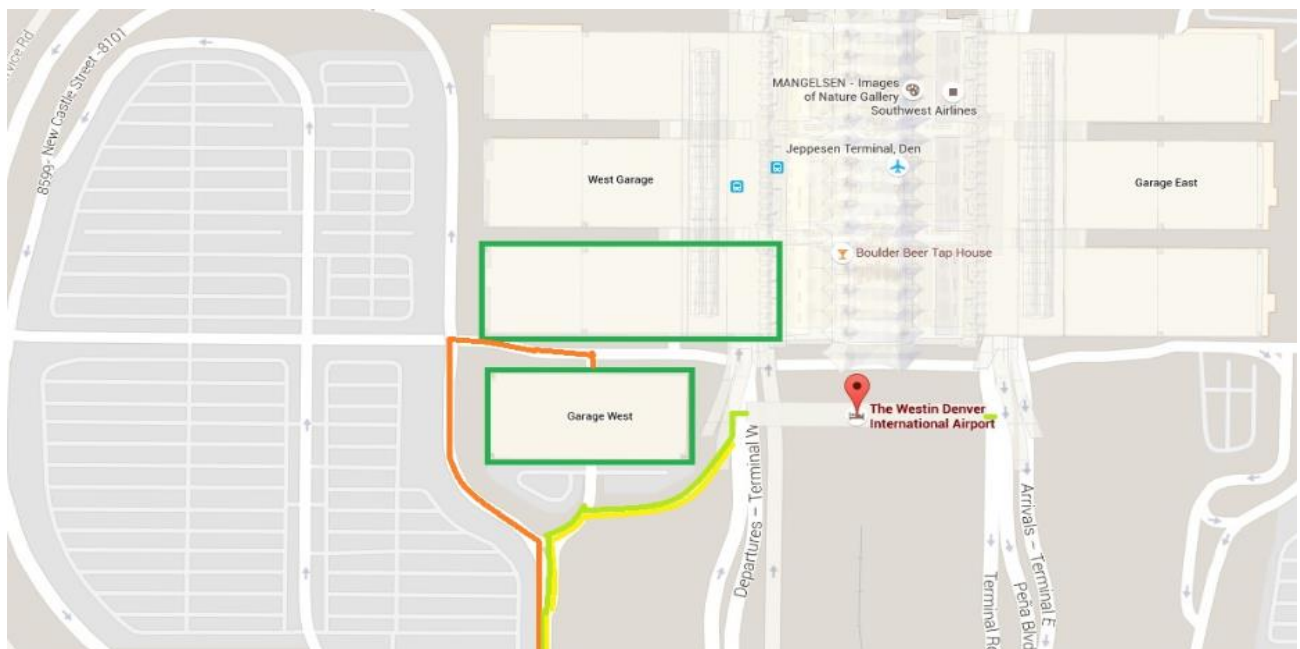 ervice Rd
8599- New Castle Street -8101
MANGELSEN - Images
of Nature Gallery
Southwest Airlines
Jeppesen Terminal, Den
West Garage
Garage East
Boulder Beer Tap House
Garage West
The Westin Denver
International Airport
Departures – Terminal W
Terminal Ro
Arrivals – Terminal E
Peña Blvd